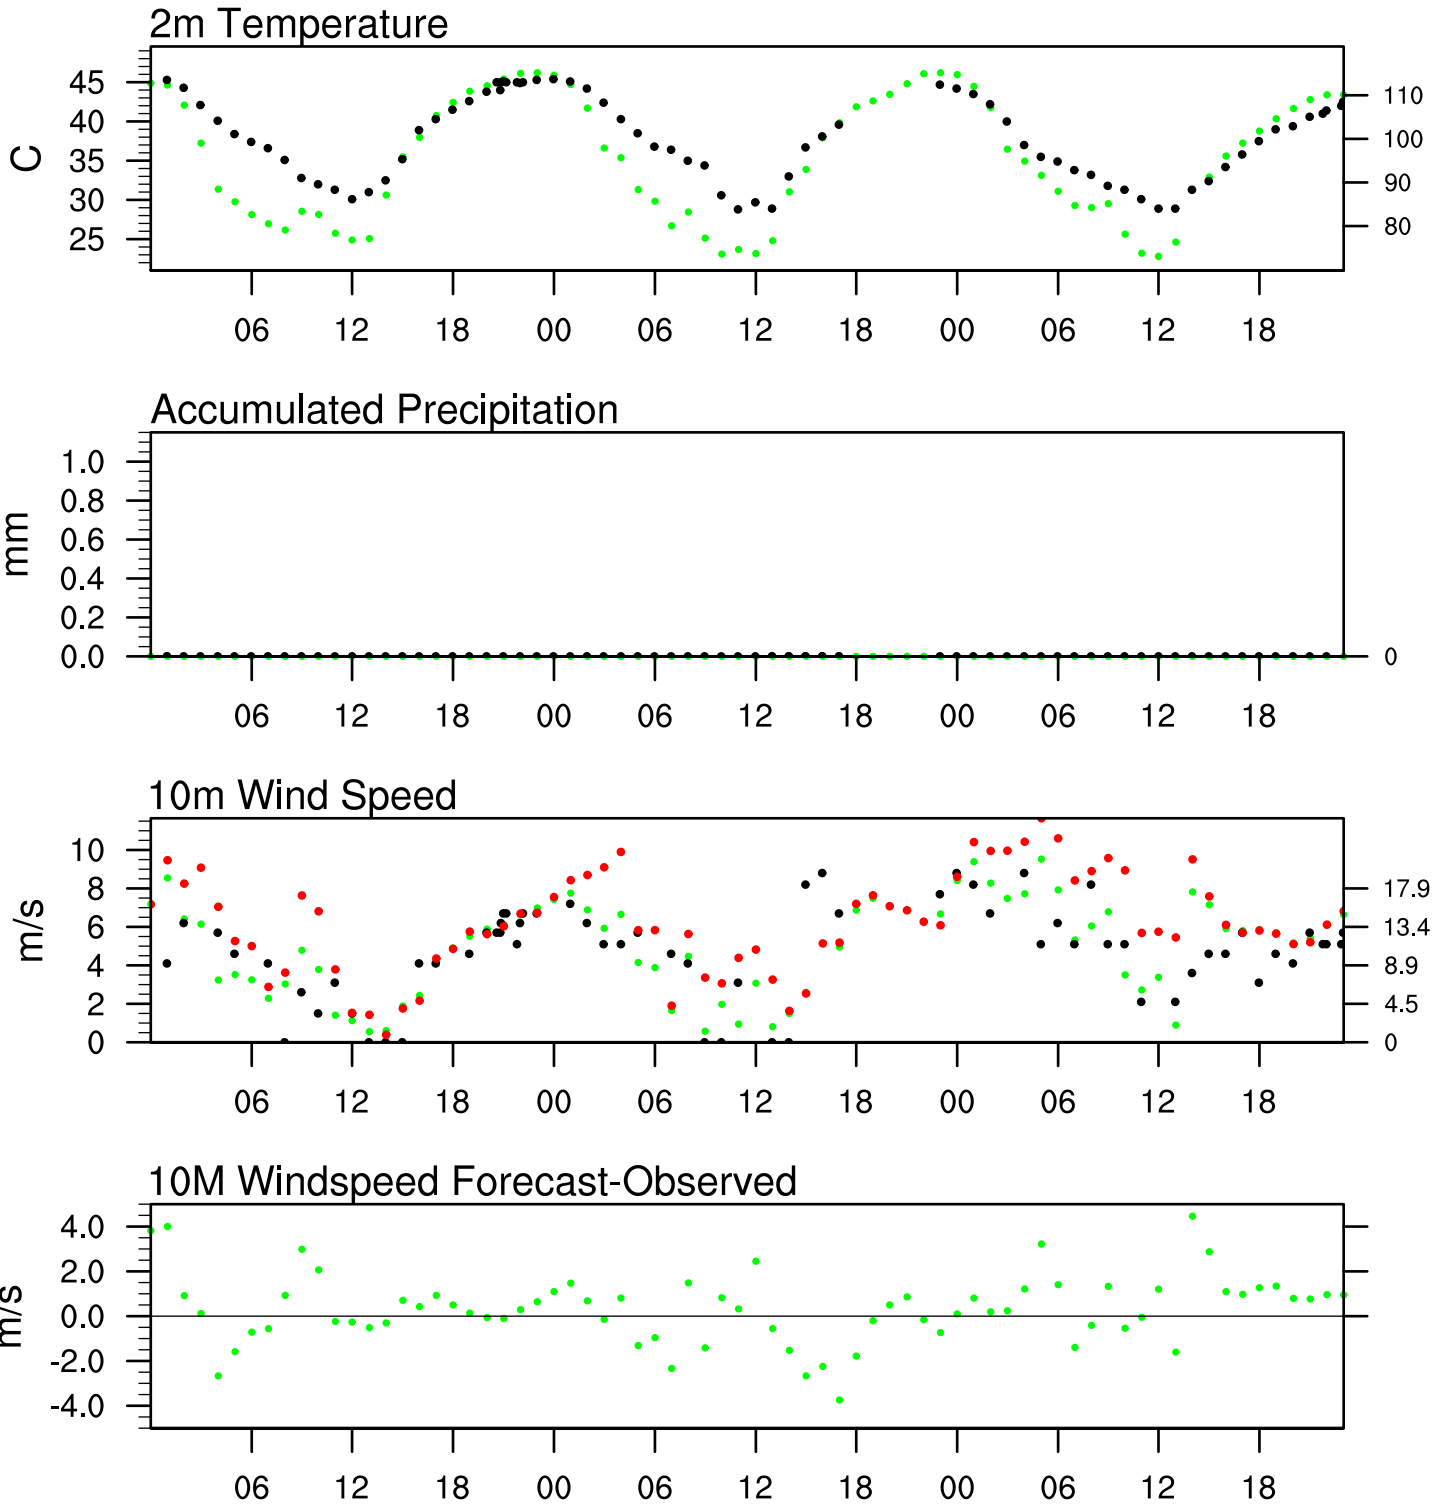 2m Temperature
45
40
35
30
25
C
110
100
90
80
06 12 18 00 06 12 18 00 06 12 18
Accumulated Precipitation
1.0
0.8
0.6
0.4
0.2
0.0
mm
0
06 12 18 00 06 12 18 00 06 12 18
10m Wind Speed
10
8
6
4
2
0
m/s
17.9
13.4
8.9
4.5
0
06 12 18 00 06 12 18 00 06 12 18
10M Windspeed Forecast-Observed
4.0
2.0
0.0
-2.0
-4.0
m/s
06 12 18 00 06 12 18 00 06 12 18